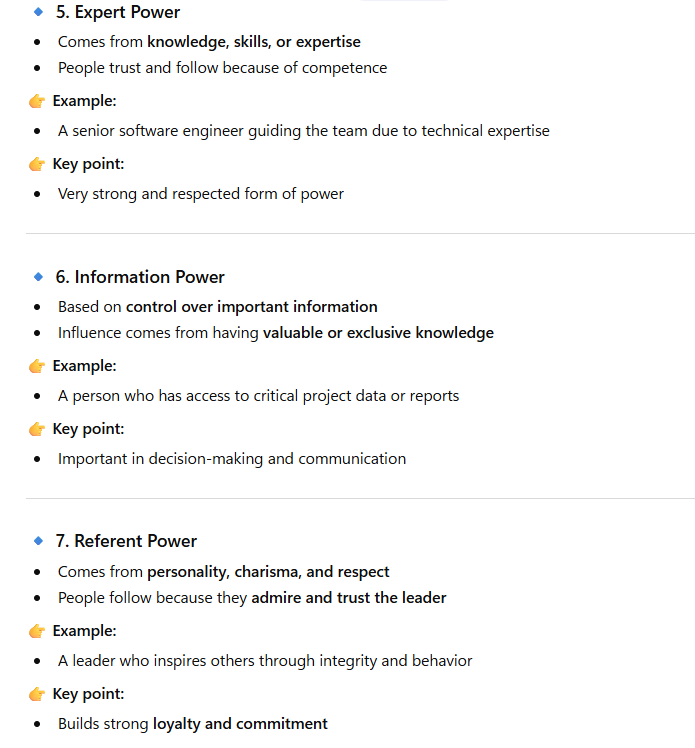 🔹 5. Expert Power
• Comes from knowledge, skills, or expertise
• People trust and follow because of competence
👉 Example:
• A senior software engineer guiding the team due to technical expertise
👉 Key point:
• Very strong and respected form of power
🔹 6. Information Power
• Based on control over important information
• Influence comes from having valuable or exclusive knowledge
👉 Example:
• A person who has access to critical project data or reports
👉 Key point:
• Important in decision-making and communication
🔹 7. Referent Power
• Comes from personality, charisma, and respect
• People follow because they admire and trust the leader
👉 Example:
• A leader who inspires others through integrity and behavior
👉 Key point:
• Builds strong loyalty and commitment